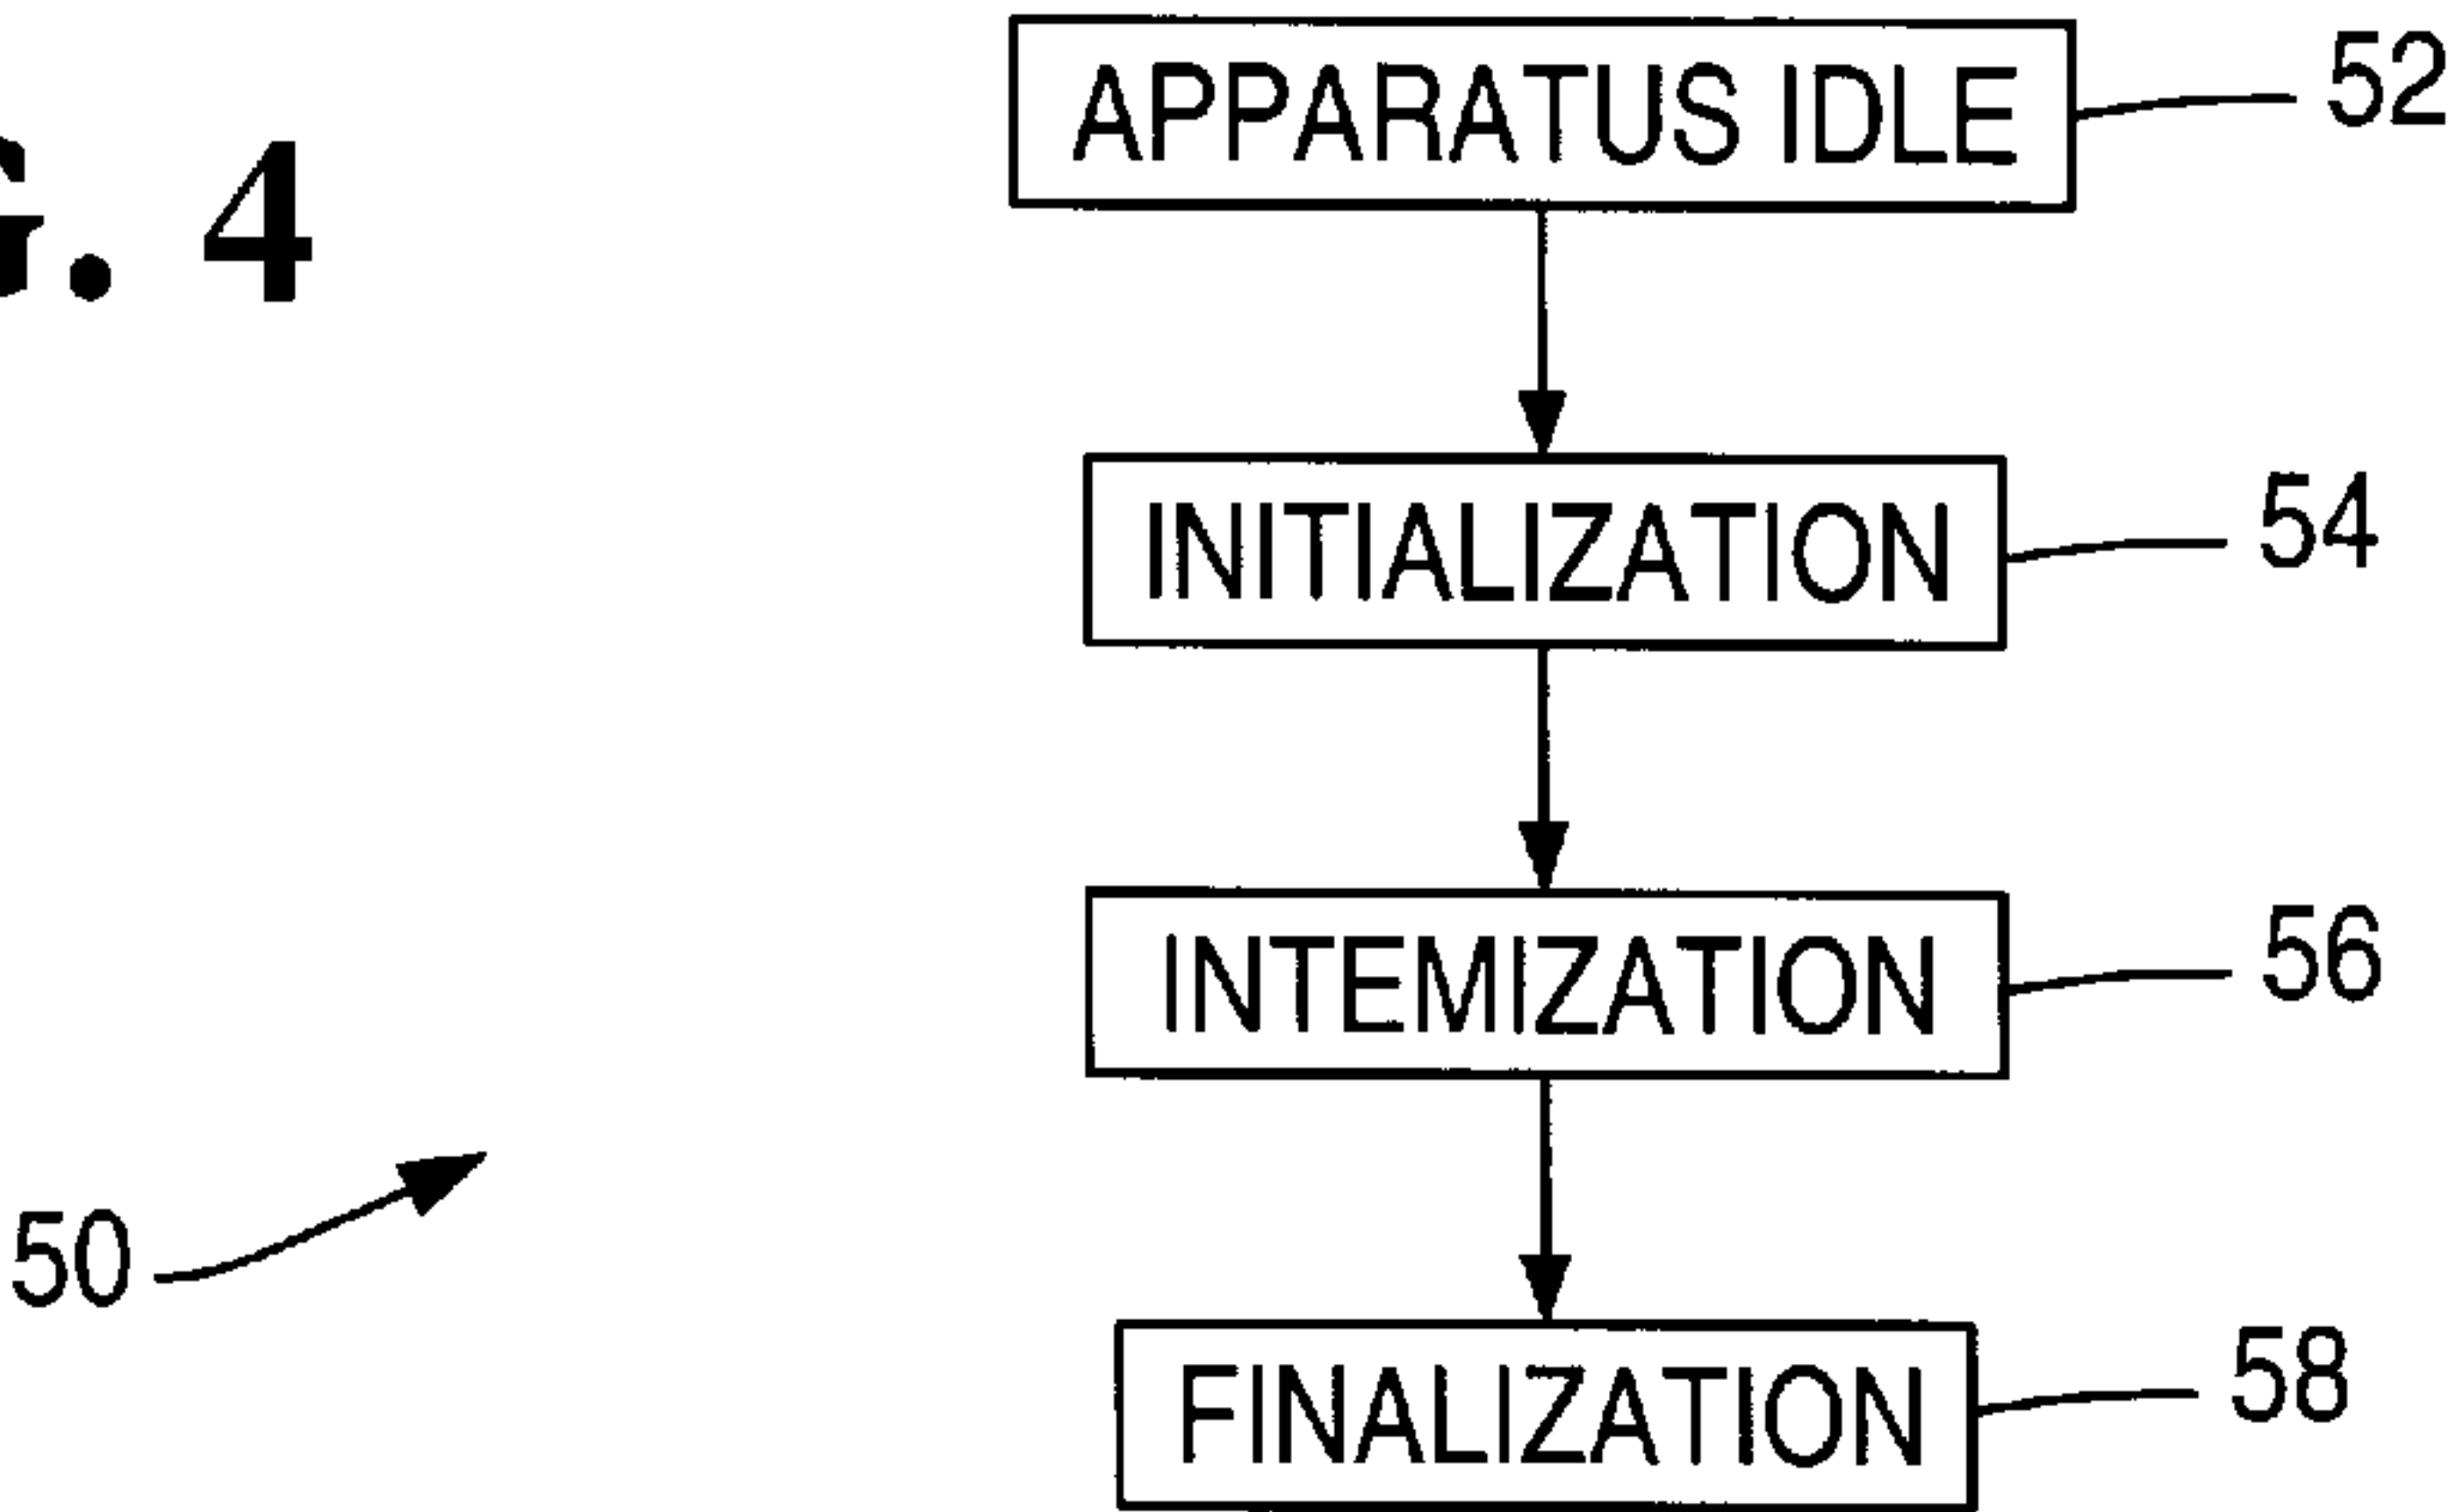 G. 4
APPARATUS IDLE
52
INITIALIZATION
54
INTEMIZATION
56
50
FINALIZATION
58